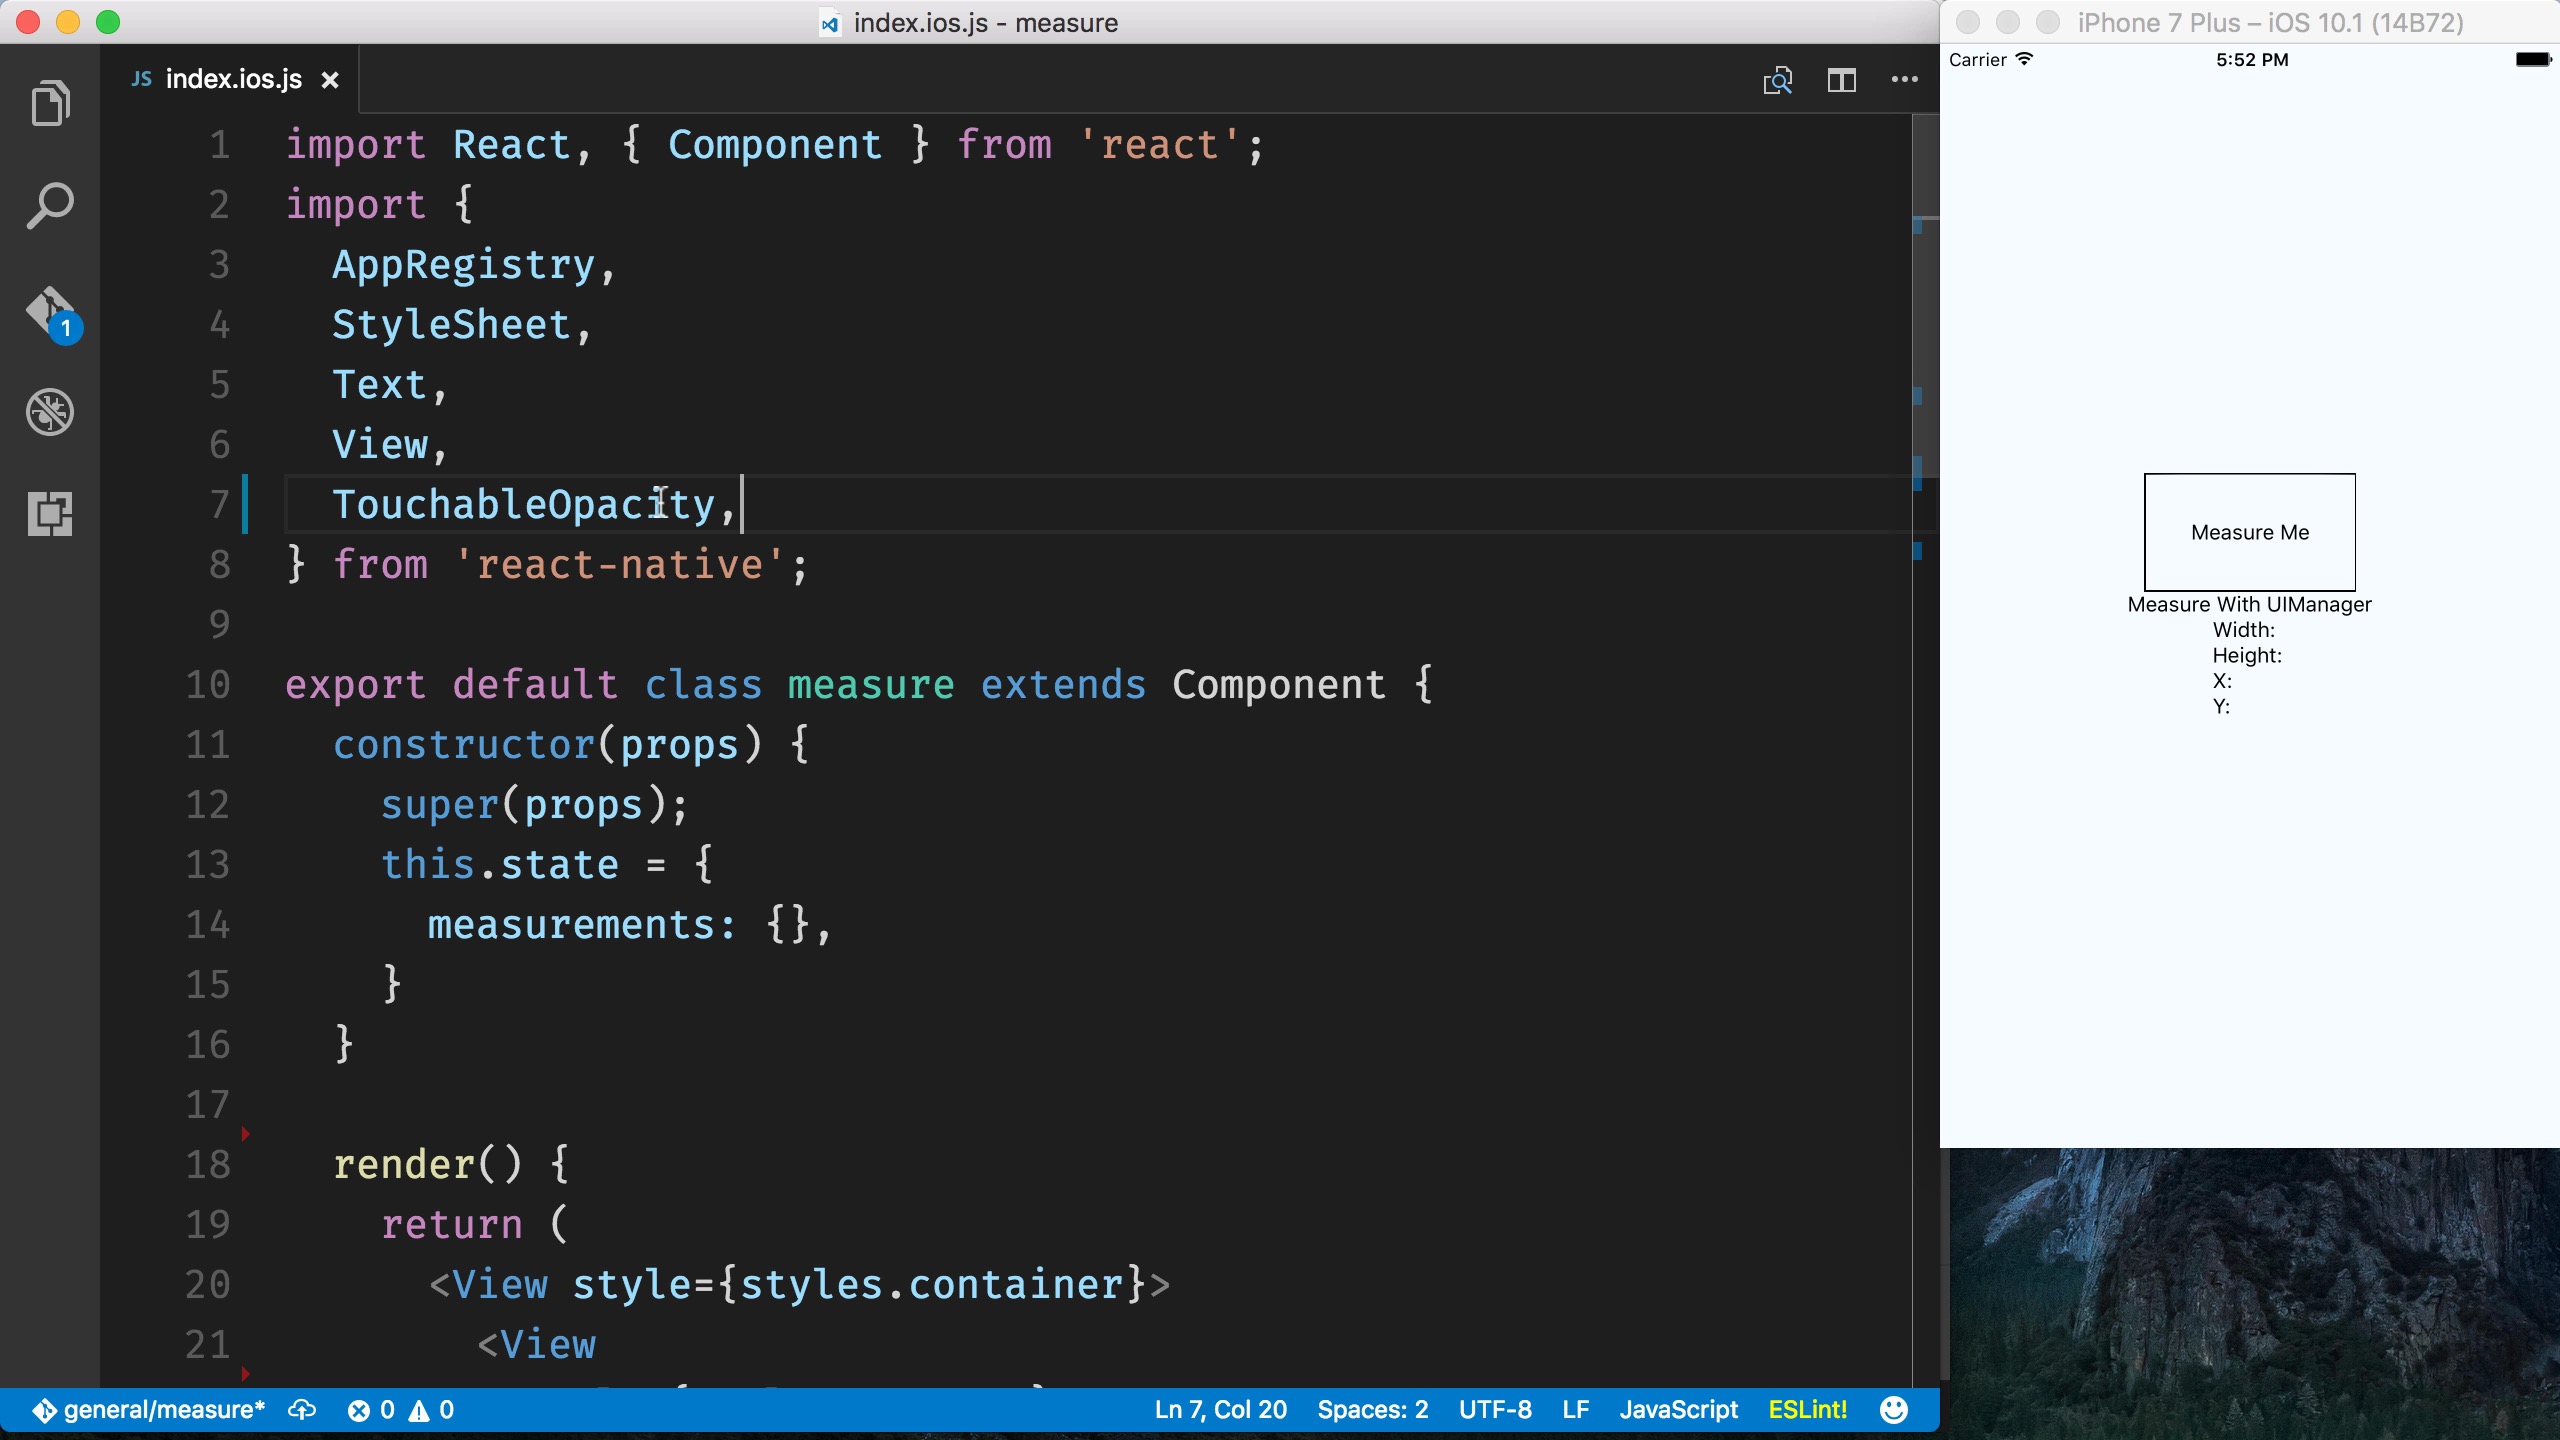 index.ios.js - measure
JS index.ios.js
1 import React, { Component } from 'react';
2 import {
3 AppRegistry,
4 StyleSheet,
5 Text,
6 View,
7 TouchableOpacity,
8 } from 'react-native';
9
10 export default class measure extends Component {
11 constructor(props) {
12 super(props);
13 this.state = {
14 measurements: {},
15 }
16 }
17
18 render() {
19 return (
20 <View style={styles.container}>
21 <View
1
general/measure* 0 0 Ln 7, Col 20 Spaces: 2 UTF-8 LF JavaScript ESLint!
iPhone 7 Plus – iOS 10.1 (14B72)
Carrier 5:52 PM
Measure Me
Measure With UIManager
Width:
Height:
X:
Y: